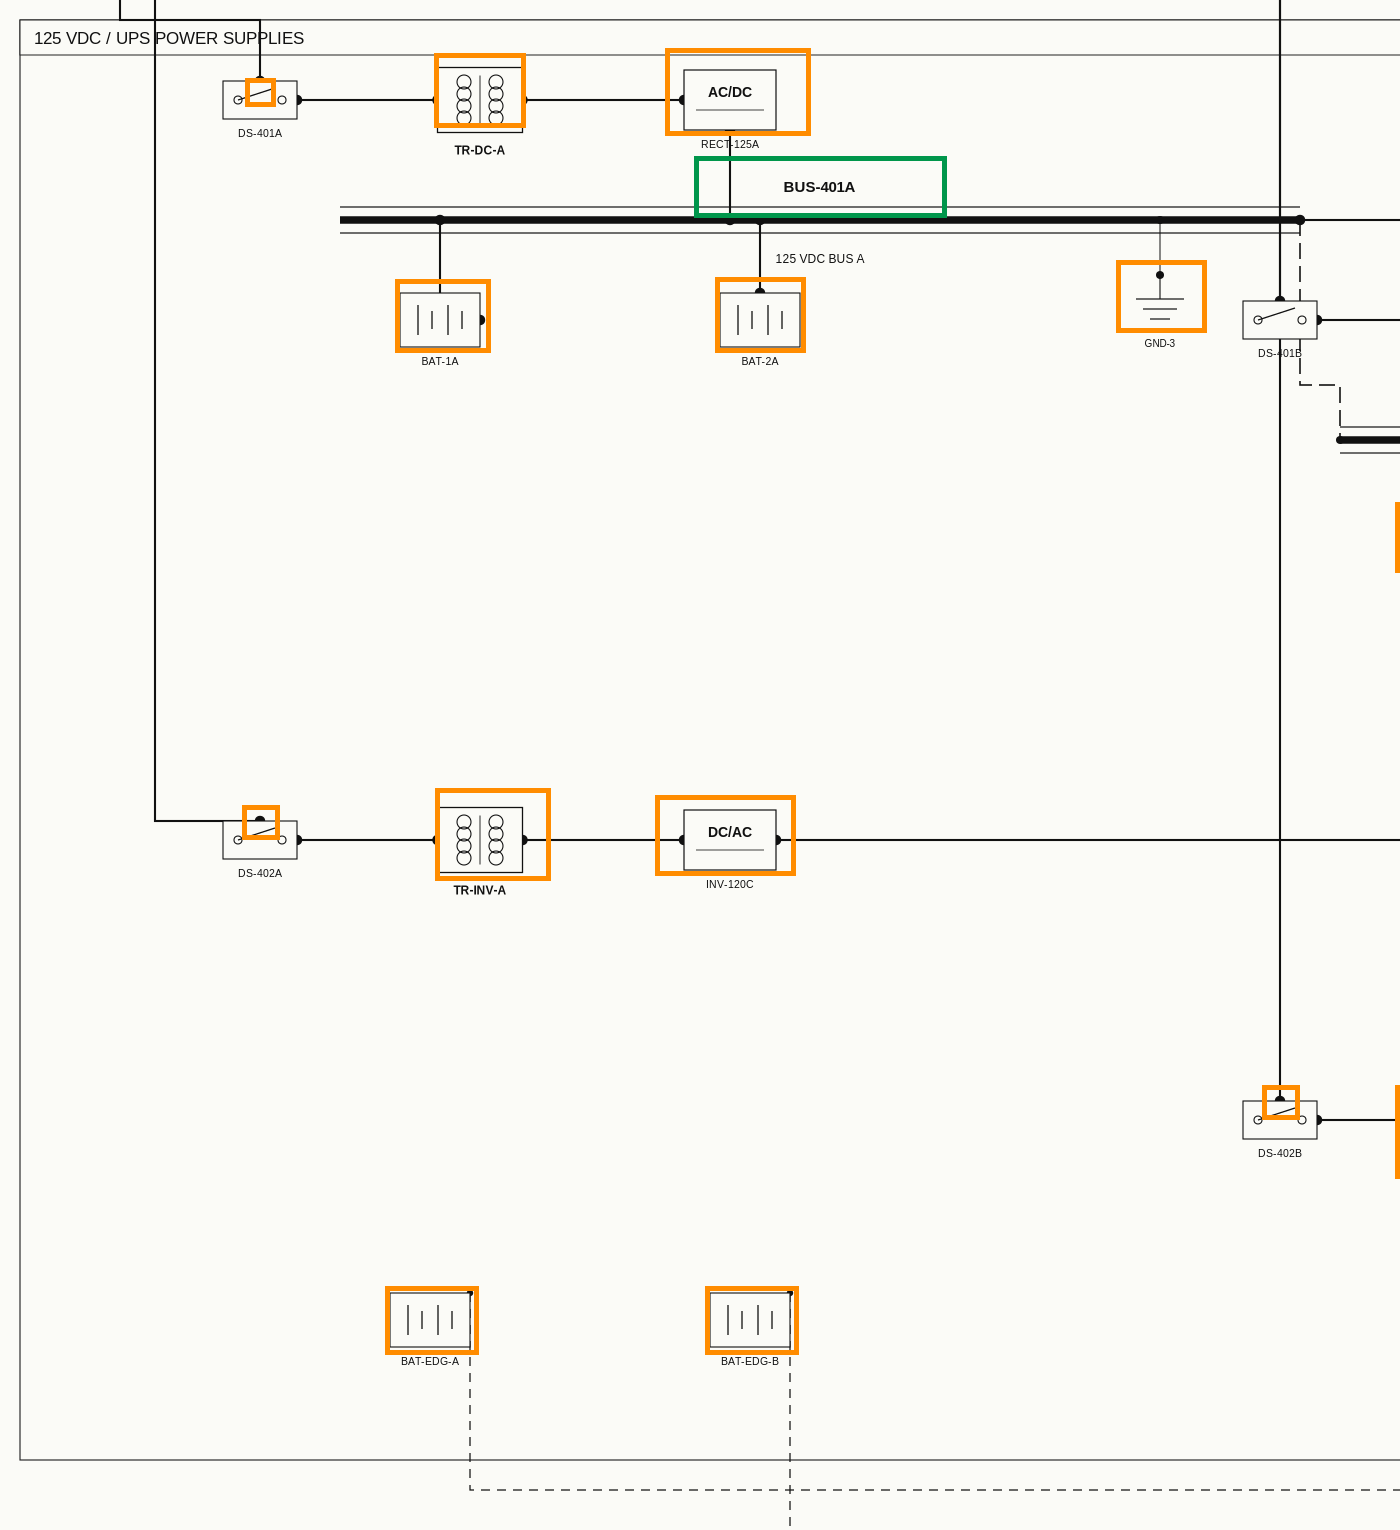 125 VDC / UPS POWER SUPPLIES
AC/DC
DS-401A
TR-DC-A
RECT-125A
BUS-401A
125 VDC BUS A
BAT-1A
BAT-2A
GND-3
DS-401B
DC/AC
DS-402A
TR-INV-A
INV-120C
DS-402B
BAT-EDG-A
BAT-EDG-B